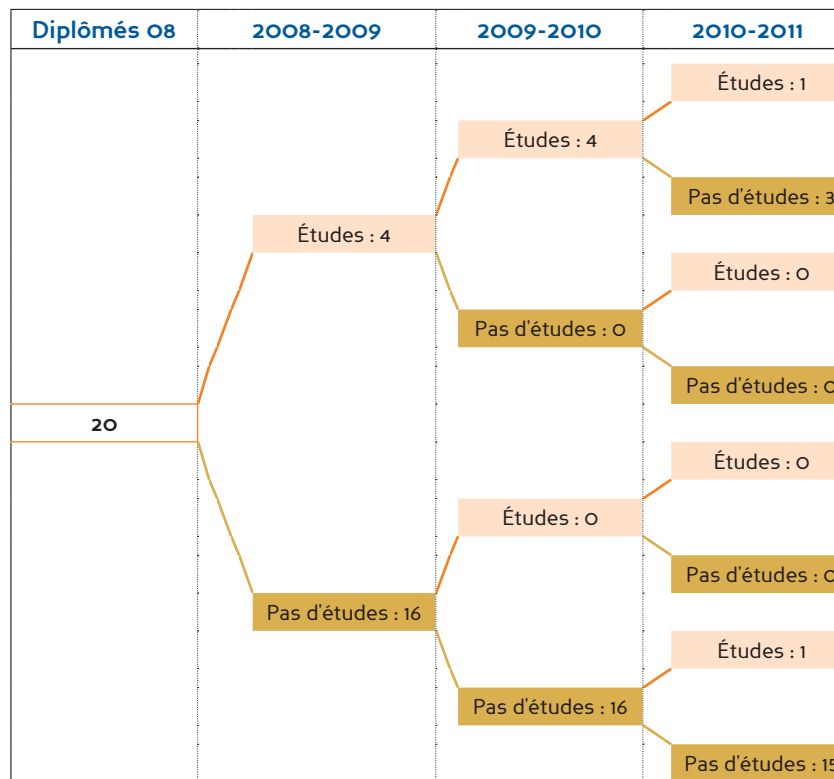 Diplômés 08 2008-2009 2009-2010 2010-2011
Études : 1
Études : 4
Pas d'études : 3
Études : 4
Études : 0
Pas d'études : 0
Pas d'études : 0
20
Études : 0
Études : 0
Pas d'études : 0
Pas d'études : 16
Études : 1
Pas d'études : 16
Pas d'études : 15